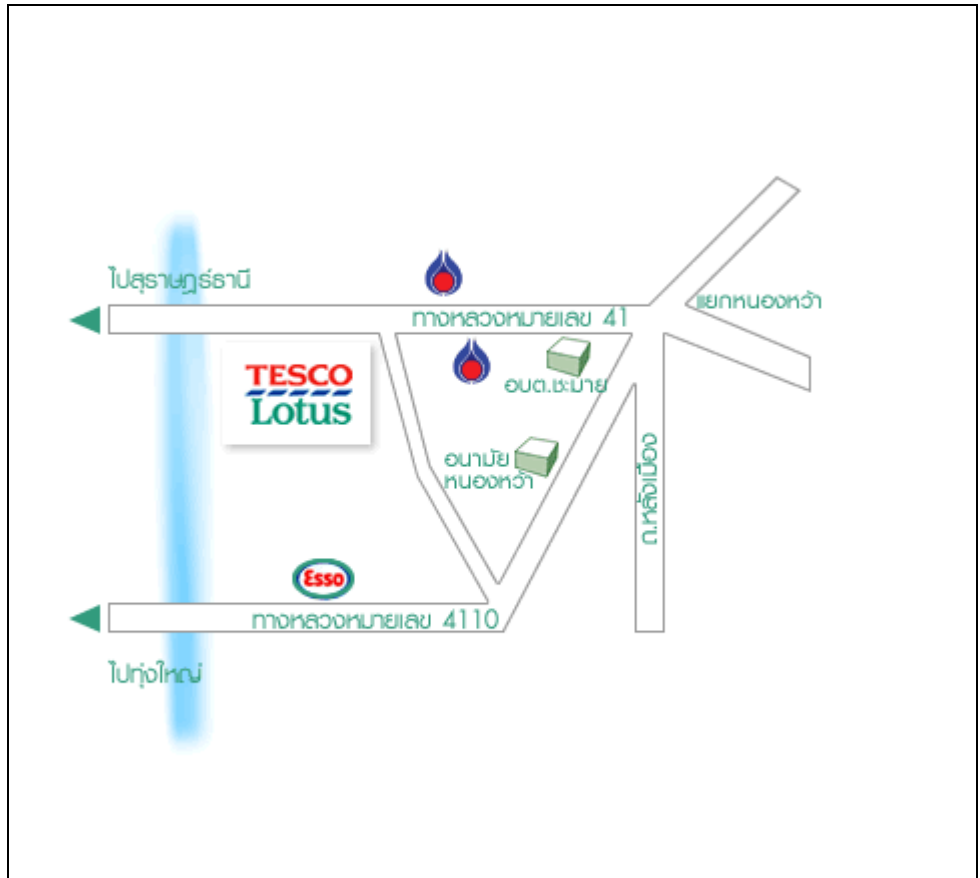 ไปสุราษฎร์ธานี
แยกหนองหว้า
ทางหลวงหมายเลข 41
TESCO
Lotus
อบต.ชะมาย
อนามัย
หนองหว้า
ถ.หลังเมือง
Esso
ทางหลวงหมายเลข 4110
ไปทุ่งใหญ่